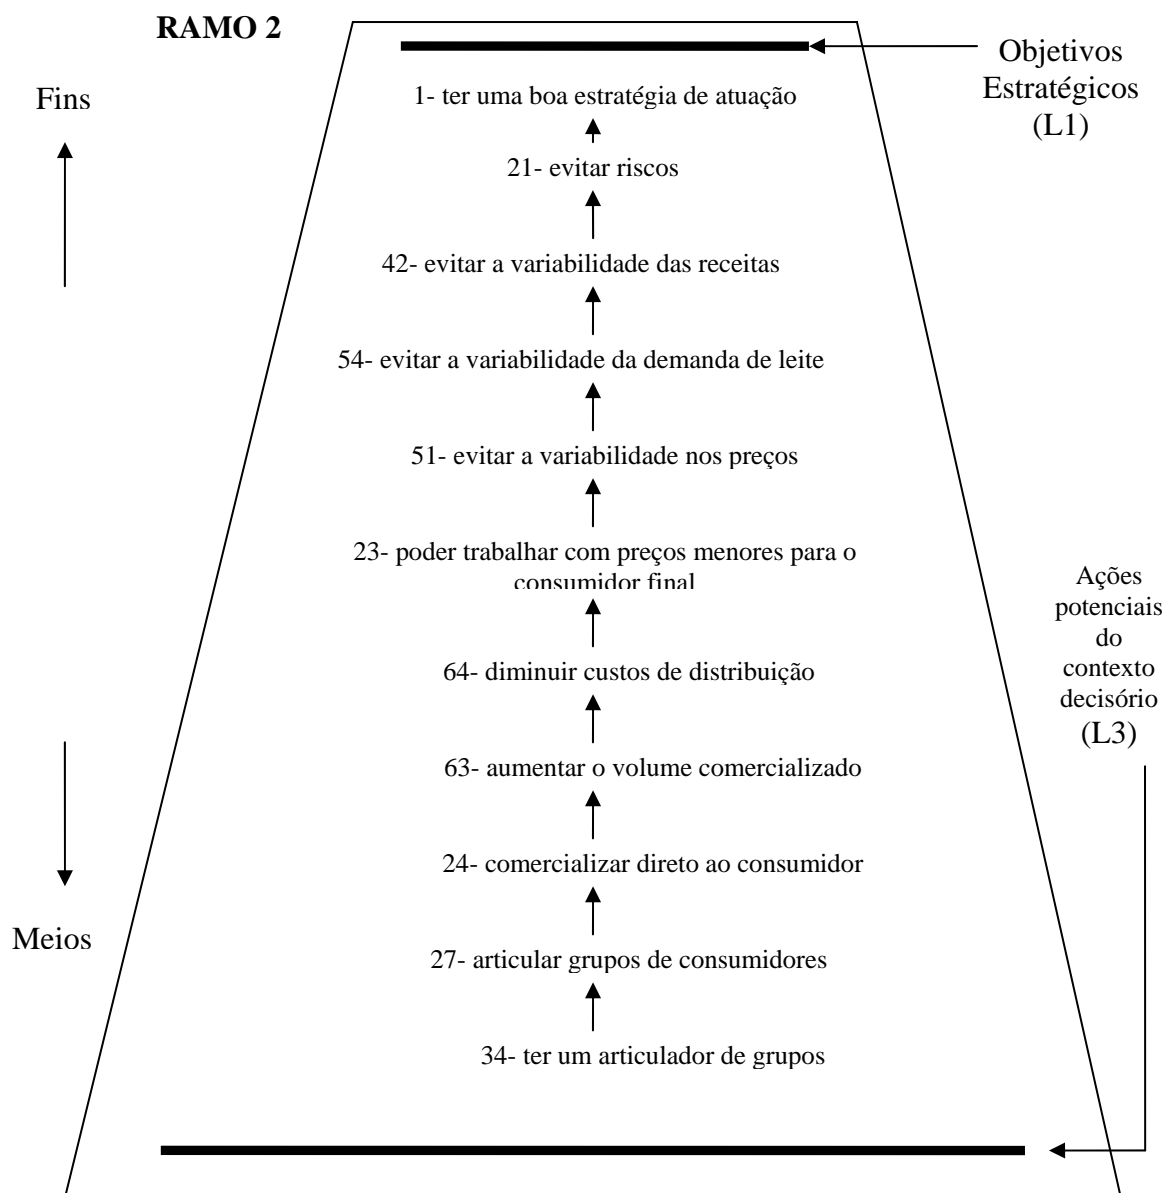 RAMO 2
Objetivos
Estratégicos
(L1)
Fins
1- ter uma boa estratégia de atuação
21- evitar riscos
42- evitar a variabilidade das receitas
54- evitar a variabilidade da demanda de leite
51- evitar a variabilidade nos preços
23- poder trabalhar com preços menores para o
consumidor final
Ações
potenciais
do
contexto
decisório
(L3)
64- diminuir custos de distribuição
63- aumentar o volume comercializado
24- comercializar direto ao consumidor
Meios
27- articular grupos de consumidores
34- ter um articulador de grupos